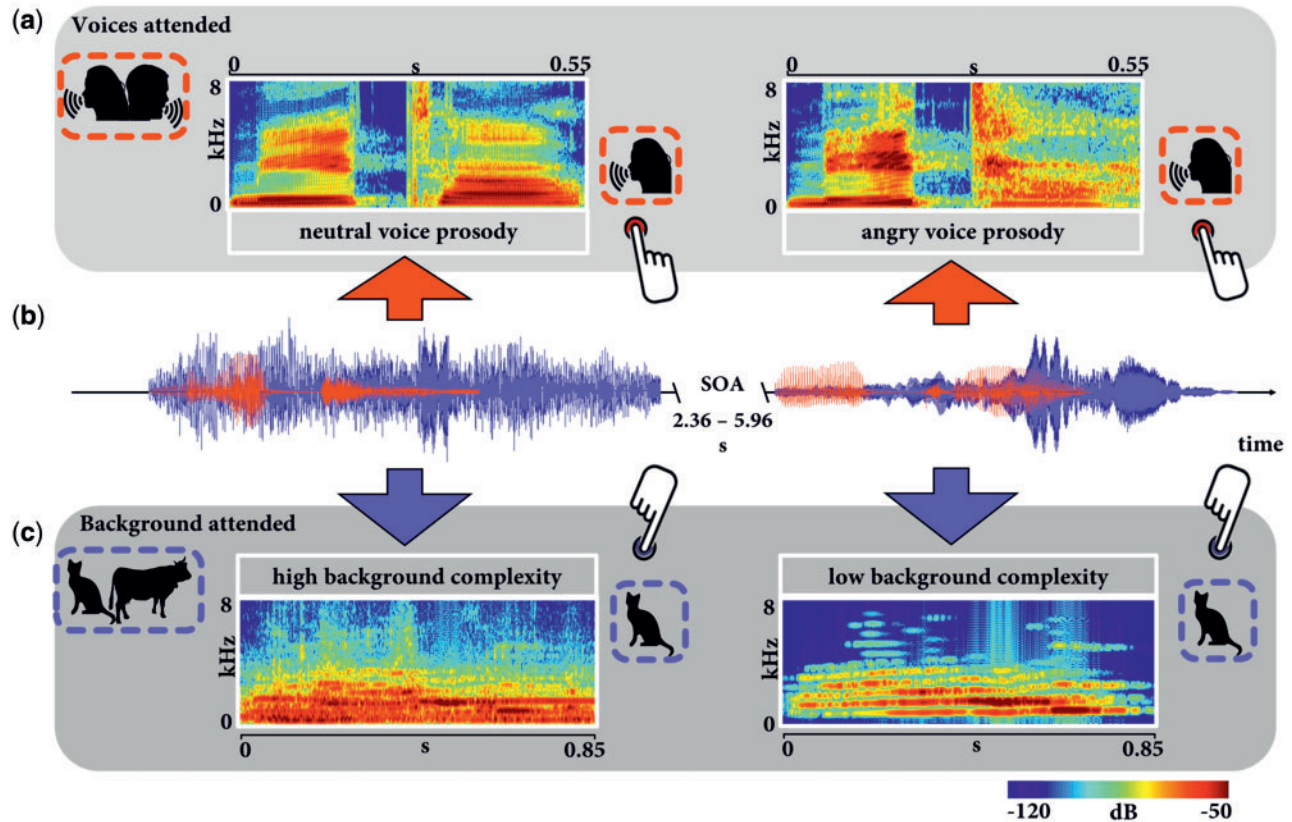 (a)
Voices attended
0 s 0.55
0 s 0.55
8
kHz
0
8
kHz
0
neutral voice prosody
angry voice prosody
(b)
SOA
2.36 – 5.96
s
time
(c)
Background attended
high background complexity
low background complexity
8
kHz
0
8
kHz
0
0 s 0.85
0 s 0.85
-120 dB -50